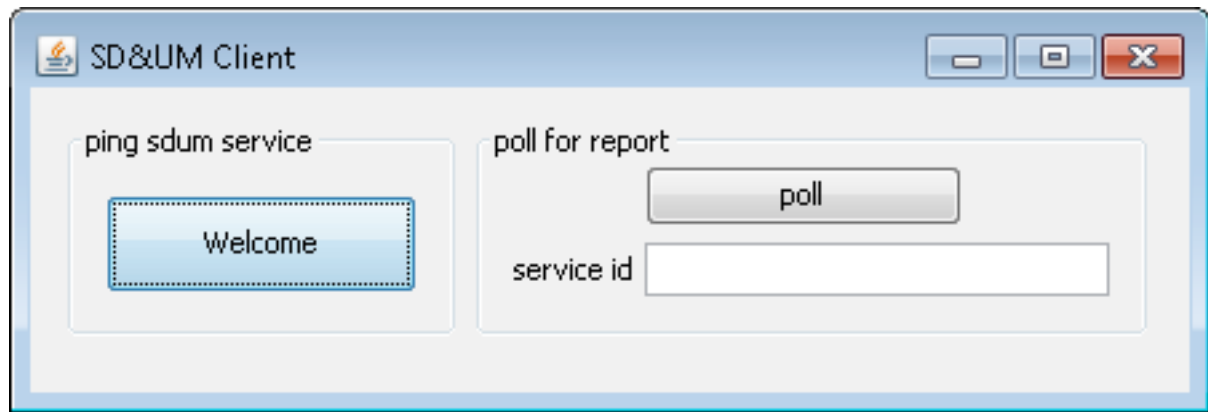 SD&UM Client
ping sdum service
Welcome
poll for report
poll
service id